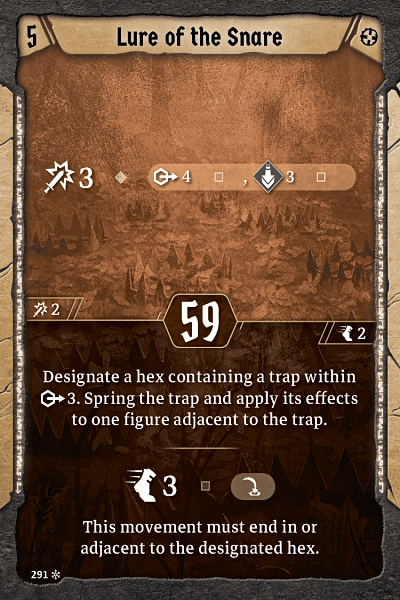 5 Lure of the Snare
3 4 , 3
2
59
2
Designate a hex containing a trap within
3. Spring the trap and apply its effects
to one figure adjacent to the trap.
3
This movement must end in or
adjacent to the designated hex.
291